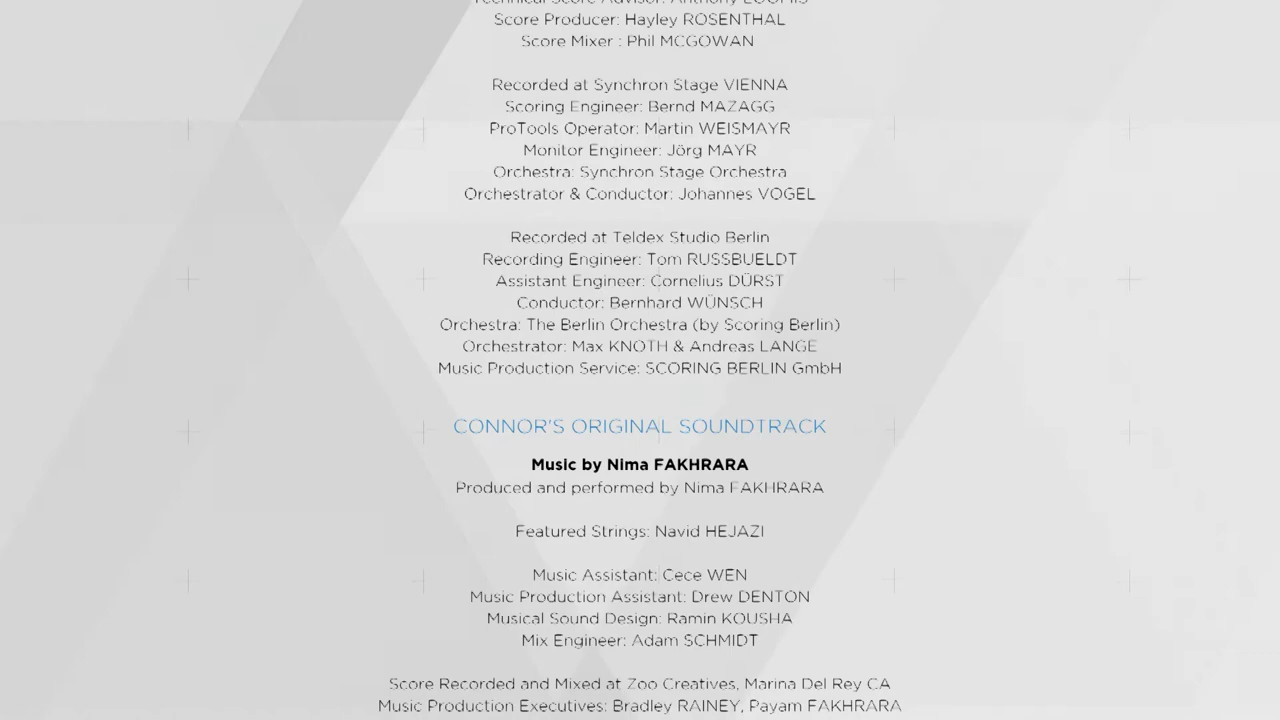 Technical Score Advisor: Anthony LOOMIS
Score Producer: Hayley ROSENTHAL
Score Mixer : Phil MCGOWAN
Recorded at Synchron Stage VIENNA
Scoring Engineer: Bernd MAZAGG
ProTools Operator: Martin WEISMAYR
Monitor Engineer: Jörg MAYR
Orchestra: Synchron Stage Orchestra
Orchestrator & Conductor: Johannes VOGEL
Recorded at Teldex Studio Berlin
Recording Engineer: Tom RUSSBUELDT
Assistant Engineer: Cornelius DÜRST
Conductor: Bernhard WÜNSCH
Orchestra: The Berlin Orchestra (by Scoring Berlin)
Orchestrator: Max KNOTH & Andreas LANGE
Music Production Service: SCORING BERLIN GmbH
CONNOR'S ORIGINAL SOUNDTRACK
Music by Nima FAKHRARA
Produced and performed by Nima FAKHRARA
Featured Strings: Navid HEJAZI
Music Assistant: Cece WEN
Music Production Assistant: Drew DENTON
Musical Sound Design: Ramin KOUSHA
Mix Engineer: Adam SCHMIDT
Score Recorded and Mixed at Zoo Creatives, Marina Del Rey CA
Music Production Executives: Bradley RAINEY, Payam FAKHRARA